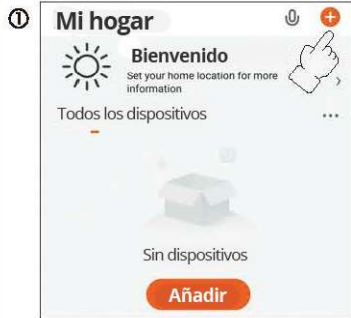 ①
Mi hogar
Bienvenido
Set your home location for more
information
Todos los dispositivos
Sin dispositivos
Añadir